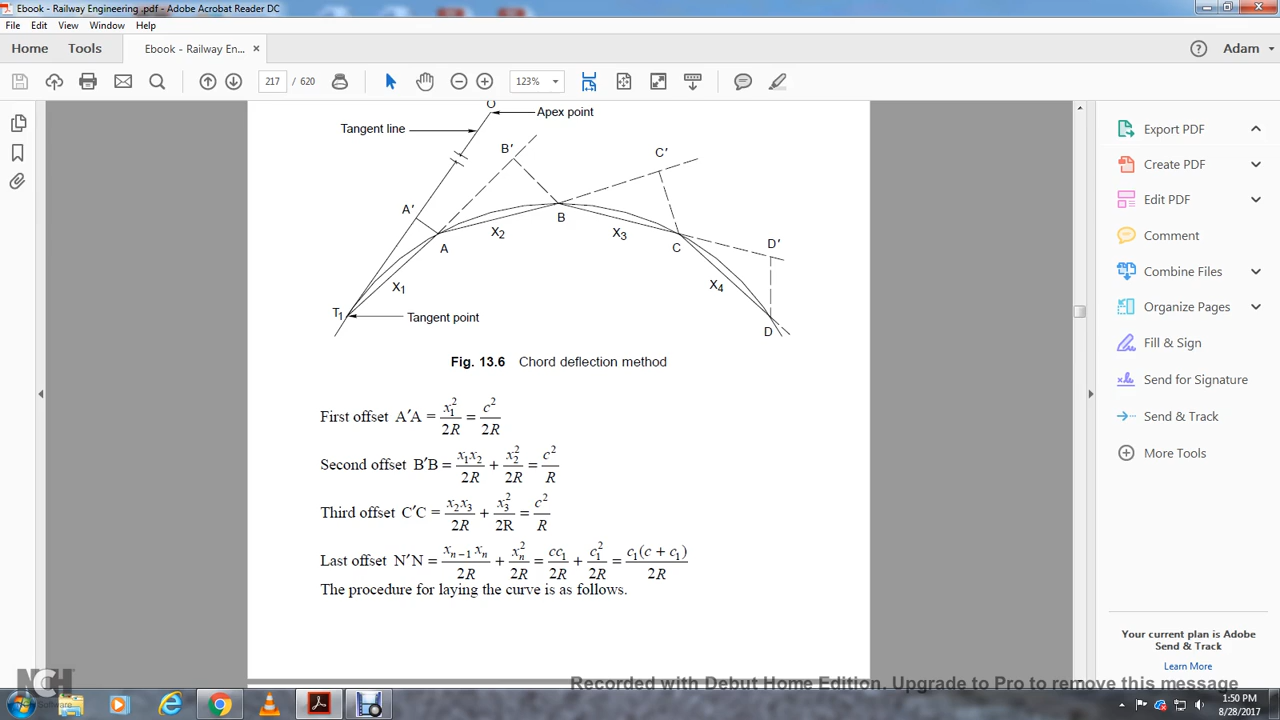 Ebook - Railway Engineering .pdf - Adobe Acrobat Reader DC
File Edit View Window Help
Home Tools Ebook - Railway En... × Adam
217 / 620 123%
O
Apex point
Tangent line
B′
C′
A′
B
X₂
X₃
A
C
D′
X₁
X₄
T₁
Tangent point
D
Fig. 13.6 Chord deflection method
First offset A′A = x₁²/2R = c²/2R
Second offset B′B = x₁x₂/2R + x₂²/2R = c²/R
Third offset C′C = x₂x₃/2R + x₃²/2R = c²/R
Last offset N′N = xₙ₋₁ xₙ/2R + xₙ²/2R = cc₁/2R + c₁²/2R = c₁(c + c₁)/2R
The procedure for laying the curve is as follows.
Export PDF
Create PDF
Edit PDF
Comment
Combine Files
Organize Pages
Fill & Sign
Send for Signature
Send & Track
More Tools
Your current plan is Adobe
Send & Track
Learn More
NCH
Software
Recorded with Debut Home Edition. Upgrade to Pro to remove this message
1:50 PM
8/28/2017